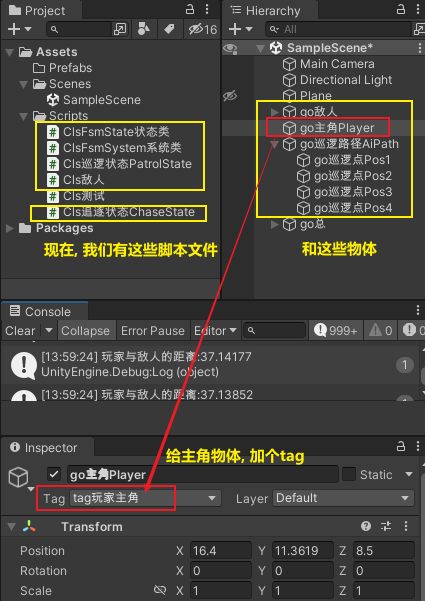 Project
Hierarchy
16
All
Assets
Prefabs
Scenes
SampleScene
Scripts
ClsFsmState状态类
ClsFsmSystem系统类
Cls巡逻状态PatrolState
Cls敌人
Cls测试
Cls追逐状态ChaseState
Packages
现在, 我们有这些脚本文件
SampleScene*
Main Camera
Directional Light
Plane
go敌人
go主角Player
go巡逻路径AiPath
go巡逻点Pos1
go巡逻点Pos2
go巡逻点Pos3
go巡逻点Pos4
go总
和这些物体
Console
Clear Collapse Error Pause Editor 999+ 0 0
[13:59:24] 玩家与敌人的距离:37.14177
UnityEngine.Debug:Log (object)
1
[13:59:24] 玩家与敌人的距离:37.13852
Inspector
给主角物体, 加个tag
go主角Player Static
Tag tag玩家主角 Layer Default
Transform
Position X 16.4 Y 11.3619 Z 8.5
Rotation X 0 Y 0 Z 0
Scale X 1 Y 1 Z 1